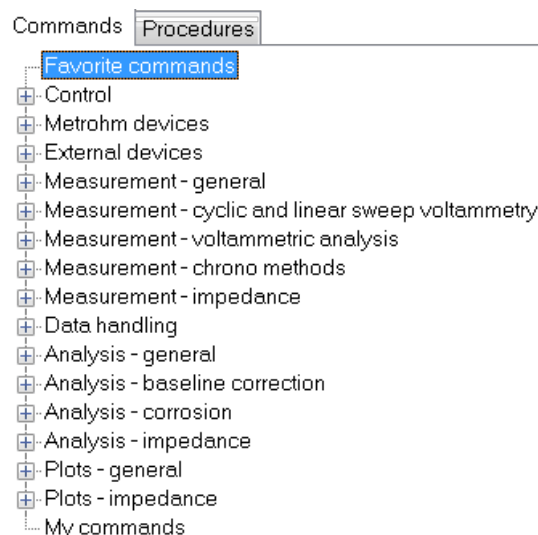 Commands Procedures
Favorite commands
Control
Metrohm devices
External devices
Measurement - general
Measurement - cyclic and linear sweep voltammetry
Measurement - voltammetric analysis
Measurement - chrono methods
Measurement - impedance
Data handling
Analysis - general
Analysis - baseline correction
Analysis - corrosion
Analysis - impedance
Plots - general
Plots - impedance
My commands